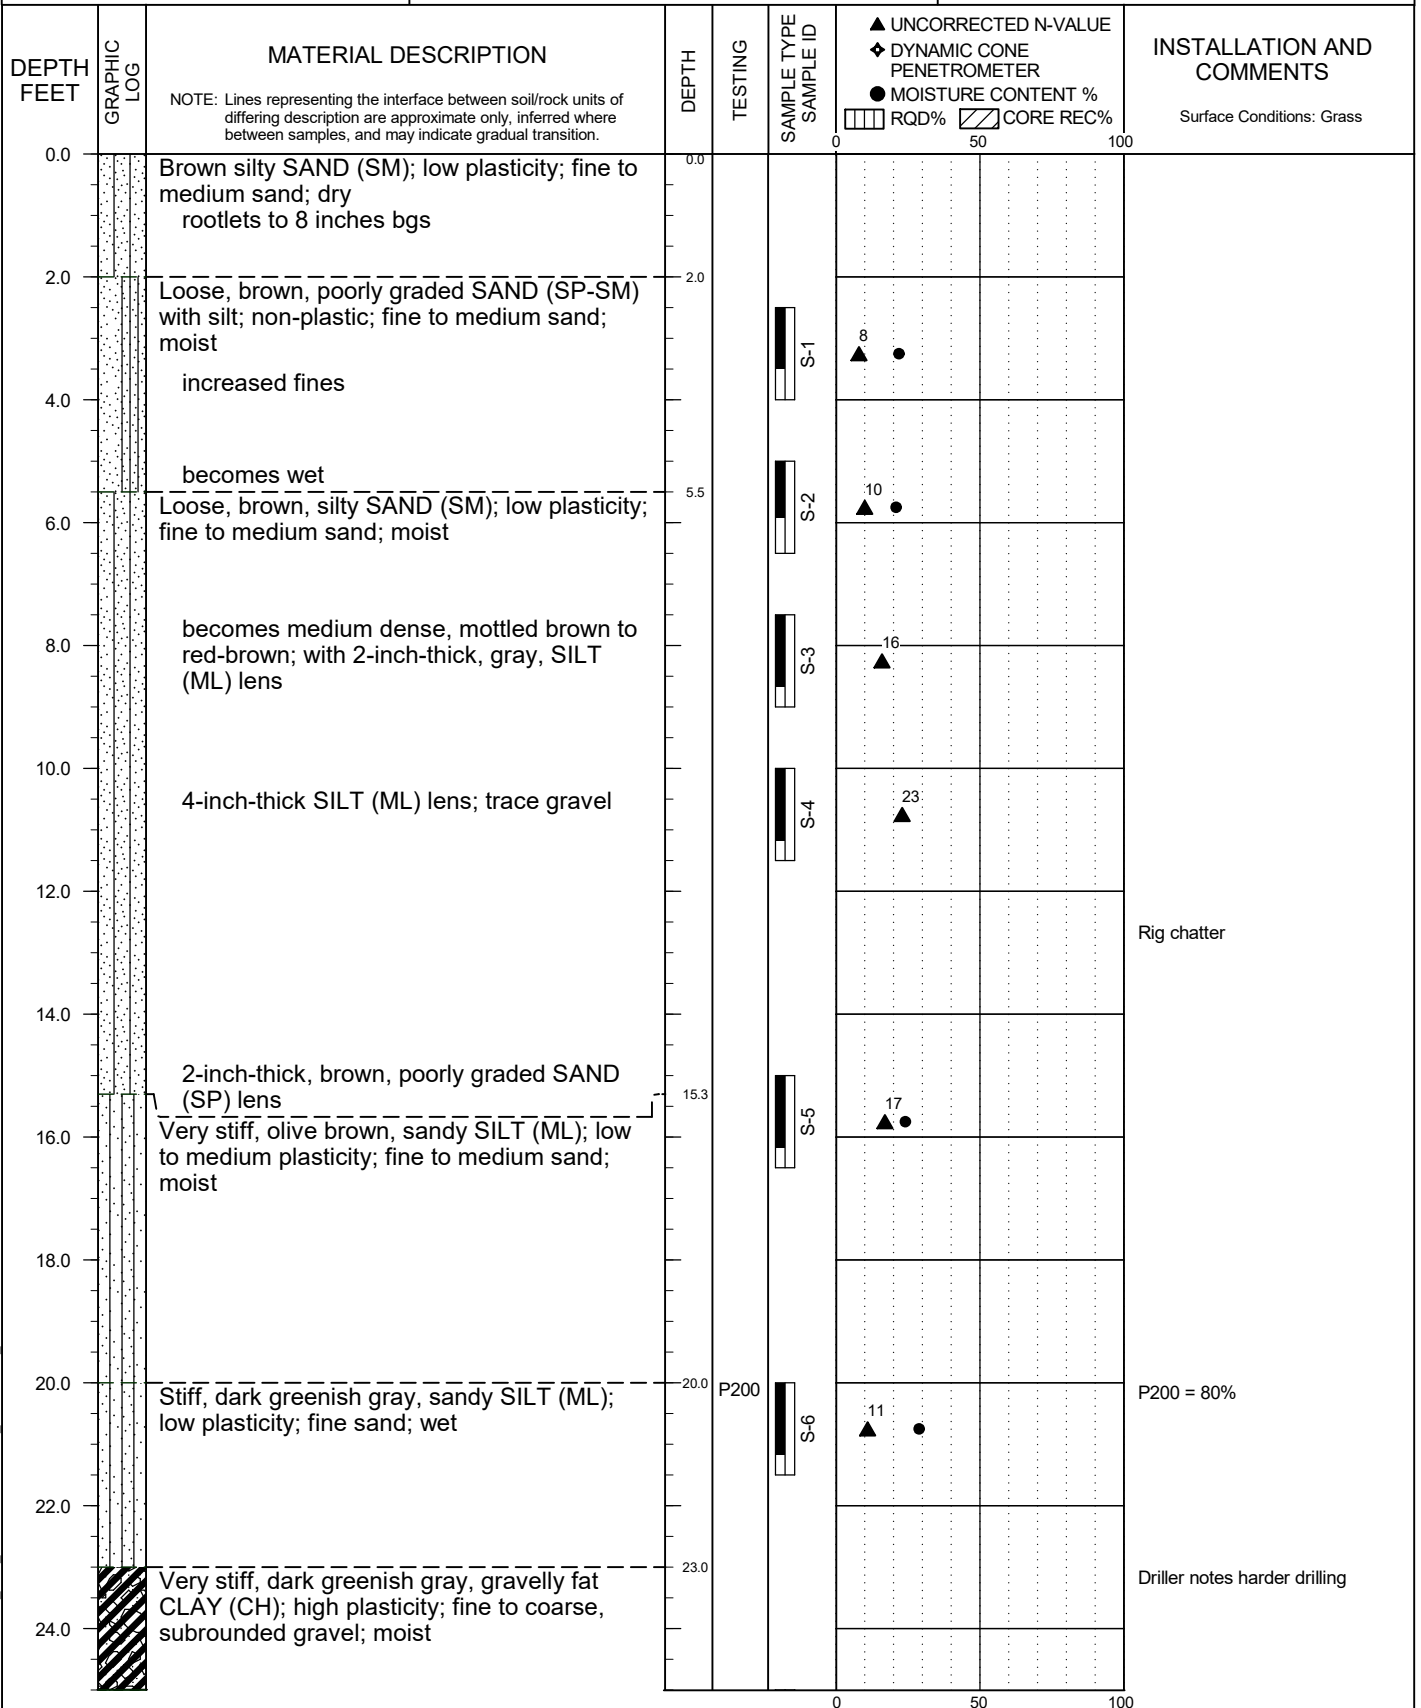 DEPTH
FEET
GRAPHIC
LOG
MATERIAL DESCRIPTION
NOTE: Lines representing the interface between soil/rock units of
differing description are approximate only, inferred where
between samples, and may indicate gradual transition.
DEPTH
TESTING
SAMPLE TYPE
SAMPLE ID
UNCORRECTED N-VALUE
DYNAMIC CONE
PENETROMETER
MOISTURE CONTENT %
RQD% CORE REC%
0 50 100
INSTALLATION AND
COMMENTS
Surface Conditions: Grass
0.0
Brown silty SAND (SM); low plasticity; fine to
medium sand; dry
rootlets to 8 inches bgs
0.0
2.0
2.0
Loose, brown, poorly graded SAND (SP-SM)
with silt; non-plastic; fine to medium sand;
moist
S-1
8
increased fines
4.0
becomes wet
5.5
S-2
10
Loose, brown, silty SAND (SM); low plasticity;
fine to medium sand; moist
6.0
becomes medium dense, mottled brown to
red-brown; with 2-inch-thick, gray, SILT
(ML) lens
8.0
S-3
16
10.0
4-inch-thick SILT (ML) lens; trace gravel
S-4
23
12.0
Rig chatter
14.0
2-inch-thick, brown, poorly graded SAND
(SP) lens
15.3
S-5
17
Very stiff, olive brown, sandy SILT (ML); low
to medium plasticity; fine to medium sand;
moist
16.0
18.0
20.0
20.0
P200
P200 = 80%
Stiff, dark greenish gray, sandy SILT (ML);
low plasticity; fine sand; wet
S-6
11
22.0
23.0
Very stiff, dark greenish gray, gravelly fat
CLAY (CH); high plasticity; fine to coarse,
subrounded gravel; moist
Driller notes harder drilling
24.0
0 50 100